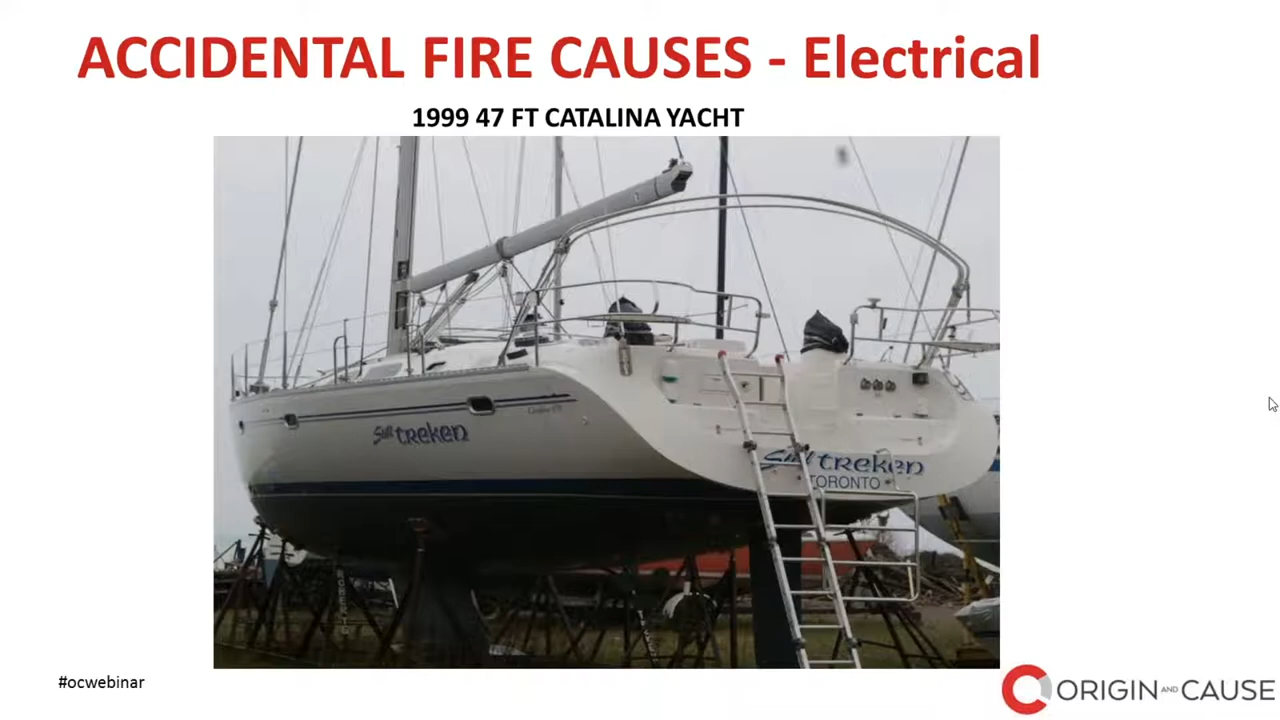 ACCIDENTAL FIRE CAUSES - Electrical
1999 47 FT CATALINA YACHT
treken
treken
TORONTO
#ocwebinar
ORIGIN AND CAUSE